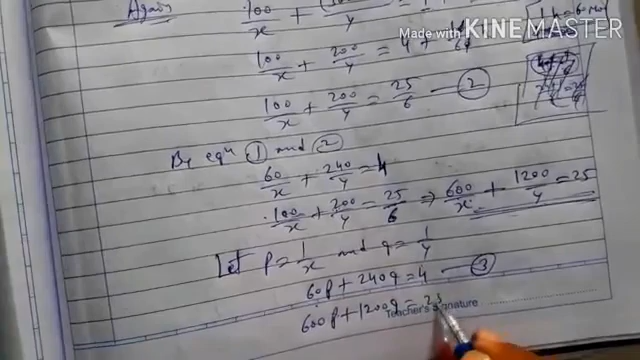 Made with KINEMASTER
Again 100/x +
100/x + 200/y = 4 +
100/x + 200/y = 25/6 — ②
By eqⁿ ① and ②
60/x + 240/y = 4
100/x + 200/y = 25/6 ⇒ 600/x + 1200/y = 25
Let p = 1/x and q = 1/y
60p + 240q = 4 — ③
600p + 1200q = 25
Teacher's Signature